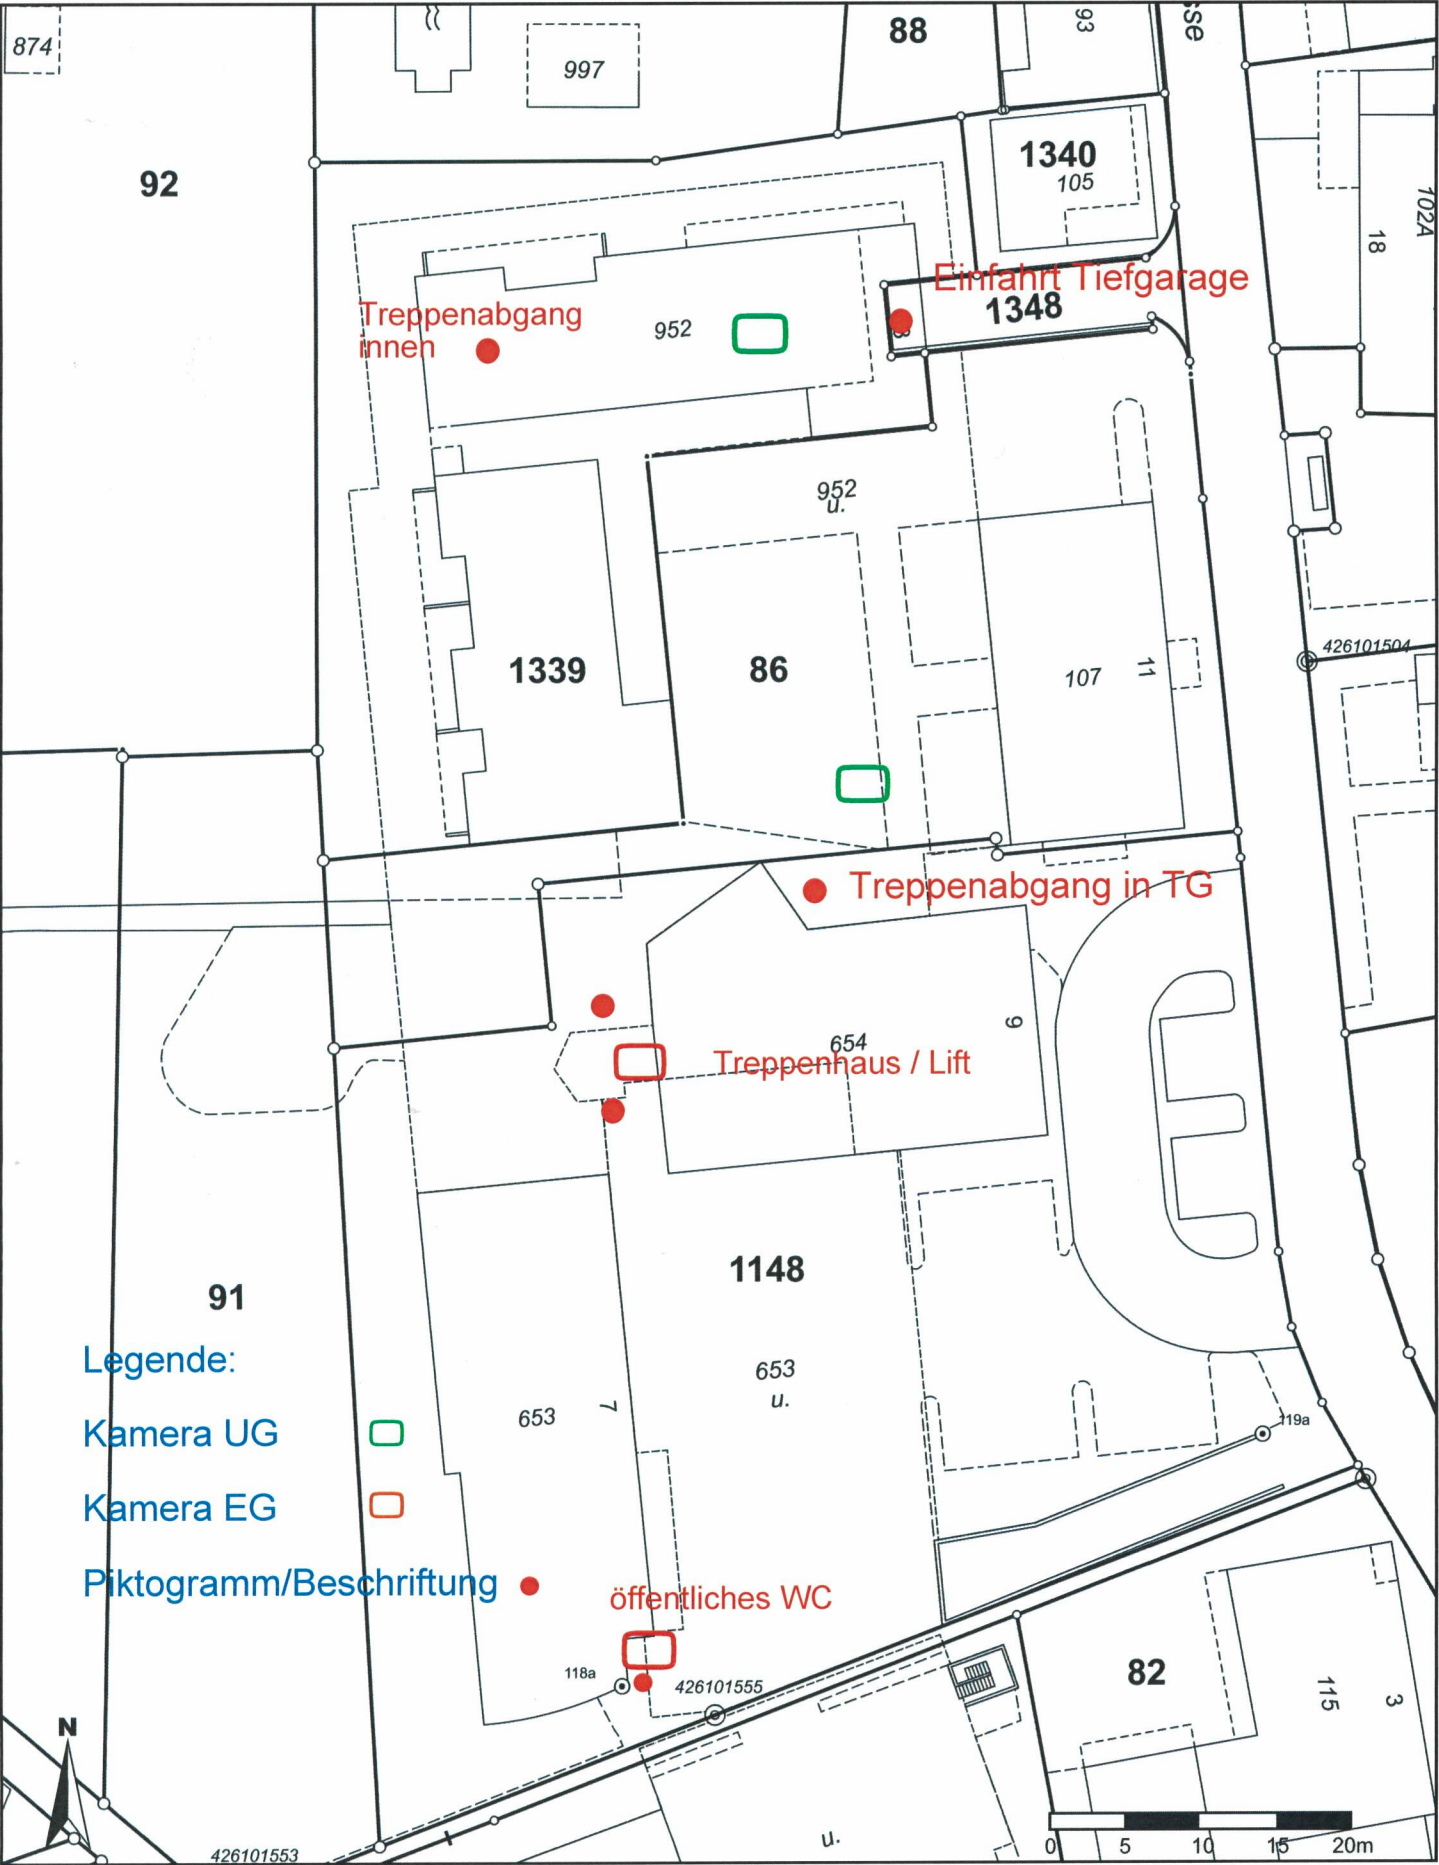 874
997
88
93
sse
92
1340
105
102A
18
Einfahrt Tiefgarage
1348
Treppenabgang
innen
952
952
u.
426101504
1339
86
107
11
Treppenabgang in TG
9
654
Treppenhaus / Lift
1148
91
Legende:
653
u.
653
7
Kamera UG
119a
Kamera EG
Piktogramm/Beschriftung
öffentliches WC
118a
426101555
82
115
3
N
u.
0 5 10 15 20m
426101553